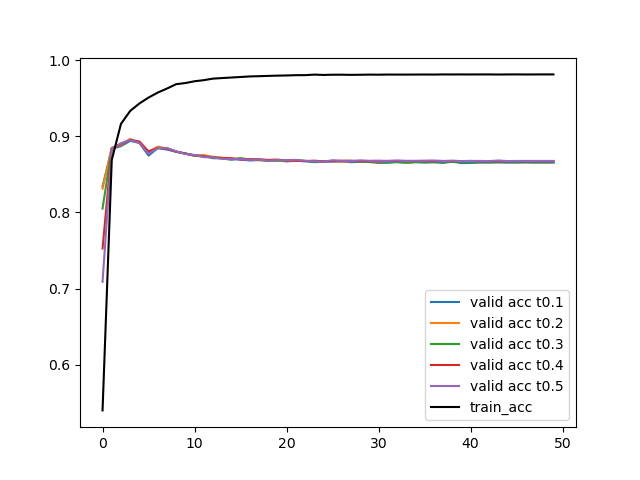 1.0
0.9
0.8
0.7
0.6
0 10 20 30 40 50
valid acc t0.1
valid acc t0.2
valid acc t0.3
valid acc t0.4
valid acc t0.5
train_acc